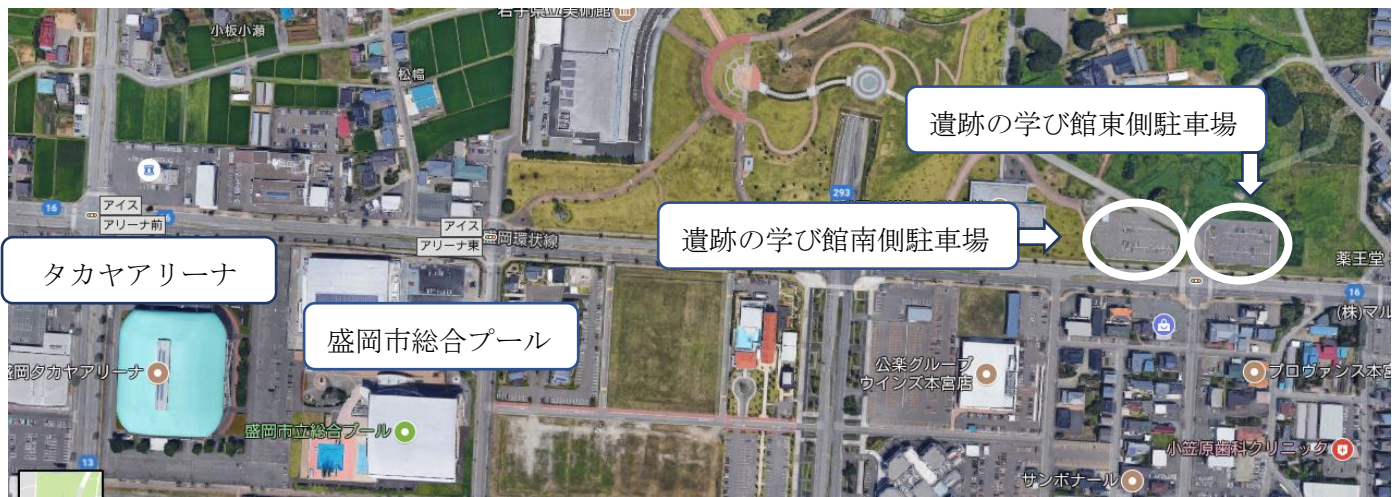 岩手県立美術館
小板小瀬
松幅
遺跡の学び館東側駐車場
293
16
アイス
アリーナ前
16
アイス
アリーナ東
盛岡環状線
遺跡の学び館南側駐車場
薬王堂
タカヤアリーナ
16
(株)マル
盛岡市総合プール
公楽グループ
ウインズ本宮店
盛岡タカヤアリーナ
プロヴァンス本宮
盛岡市立総合プール
小笠原歯科クリニック
13
サンボナール